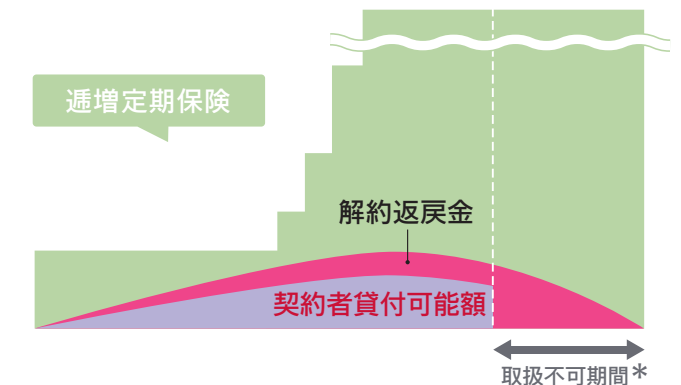 逓増定期保険
解約返戻金
契約者貸付可能額
取扱不可期間＊